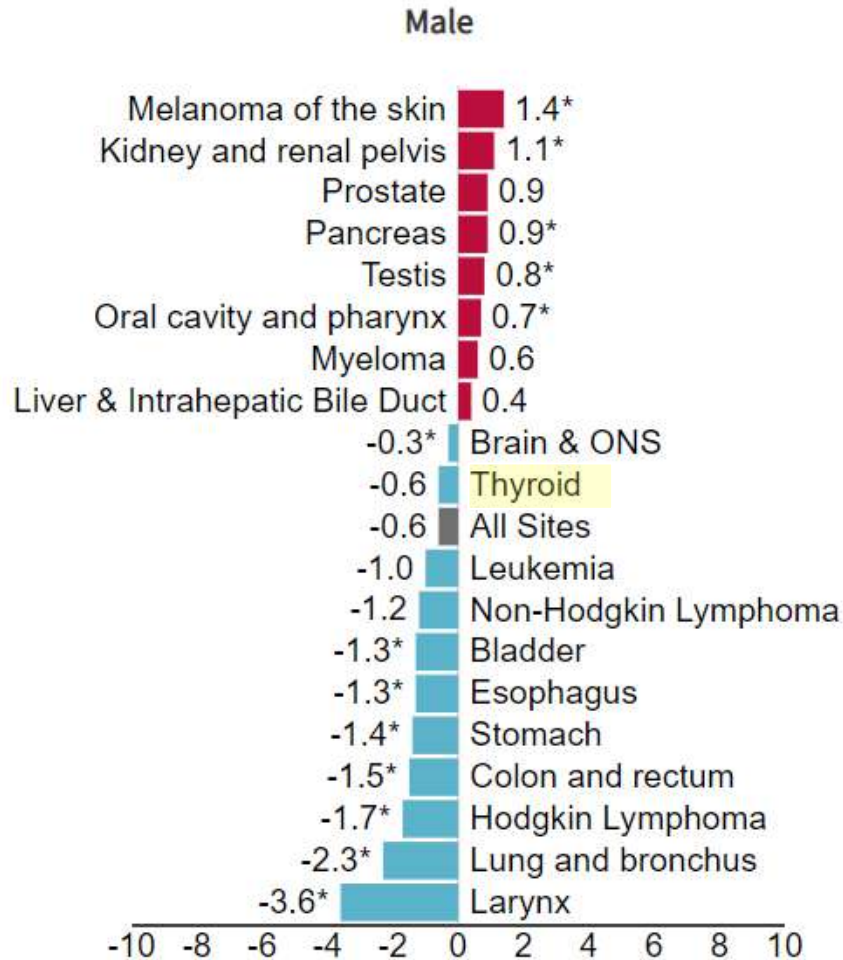 Male
Melanoma of the skin 1.4*
Kidney and renal pelvis 1.1*
Prostate 0.9
Pancreas 0.9*
Testis 0.8*
Oral cavity and pharynx 0.7*
Myeloma 0.6
Liver & Intrahepatic Bile Duct 0.4
-0.3* Brain & ONS
-0.6 Thyroid
-0.6 All Sites
-1.0 Leukemia
-1.2 Non-Hodgkin Lymphoma
-1.3* Bladder
-1.3* Esophagus
-1.4* Stomach
-1.5* Colon and rectum
-1.7* Hodgkin Lymphoma
-2.3* Lung and bronchus
-3.6* Larynx
-10 -8 -6 -4 -2 0 2 4 6 8 10